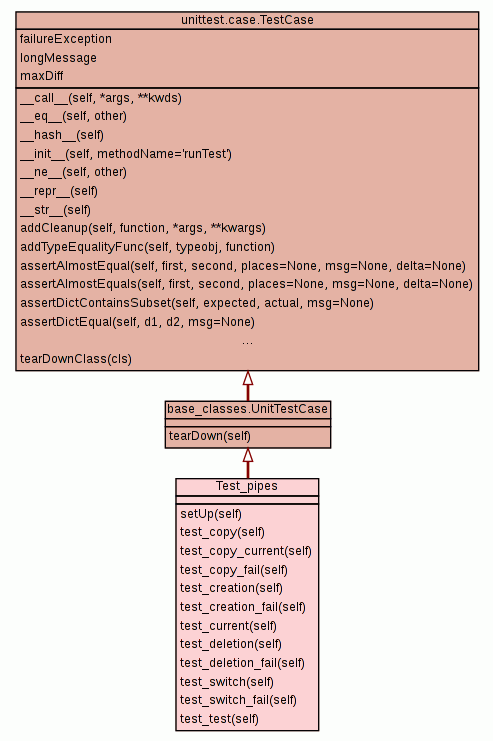 unittest.case.TestCase
failureException
longMessage
maxDiff
__call__(self, *args, **kwds)
__eq__(self, other)
__hash__(self)
__init__(self, methodName='runTest')
__ne__(self, other)
__repr__(self)
__str__(self)
addCleanup(self, function, *args, **kwargs)
addTypeEqualityFunc(self, typeobj, function)
assertAlmostEqual(self, first, second, places=None, msg=None, delta=None)
assertAlmostEquals(self, first, second, places=None, msg=None, delta=None)
assertDictContainsSubset(self, expected, actual, msg=None)
assertDictEqual(self, d1, d2, msg=None)
...
tearDownClass(cls)
base_classes.UnitTestCase
tearDown(self)
Test_pipes
setUp(self)
test_copy(self)
test_copy_current(self)
test_copy_fail(self)
test_creation(self)
test_creation_fail(self)
test_current(self)
test_deletion(self)
test_deletion_fail(self)
test_switch(self)
test_switch_fail(self)
test_test(self)